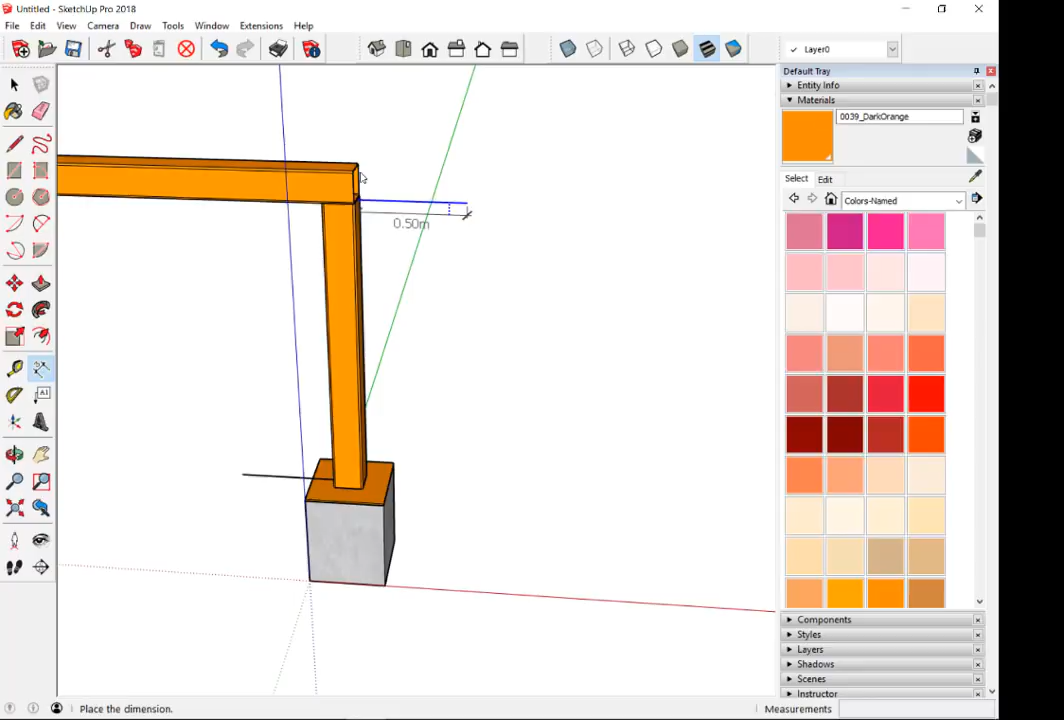 Untitled - SketchUp Pro 2018
File Edit View Camera Draw Tools Window Extensions Help
Layer0
Default Tray
Entity Info
Materials
0039_DarkOrange
Select Edit
Colors-Named
0.50m
A1
Components
Styles
Layers
Shadows
Scenes
Instructor
Place the dimension.
Measurements